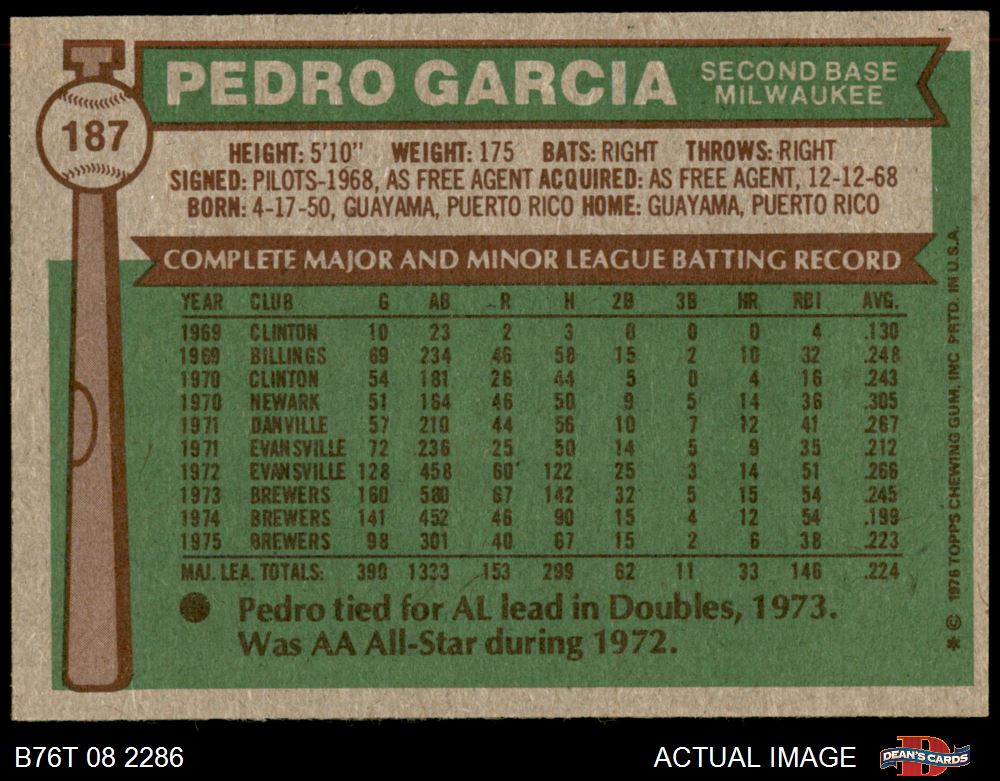 187
PEDRO GARCIA
SECOND BASE
MILWAUKEE
HEIGHT: 5'10" WEIGHT: 175 BATS: RIGHT THROWS: RIGHT
SIGNED: PILOTS-1968, AS FREE AGENT ACQUIRED: AS FREE AGENT, 12-12-68
BORN: 4-17-50, GUAYAMA, PUERTO RICO HOME: GUAYAMA, PUERTO RICO
COMPLETE MAJOR AND MINOR LEAGUE BATTING RECORD
YEAR CLUB G AB R H 2B 3B HR RBI AVG.
1969 CLINTON 10 23 2 3 0 0 0 4 .130
1969 BILLINGS 69 234 46 58 15 2 10 32 .248
1970 CLINTON 54 181 26 44 5 0 4 16 .243
1970 NEWARK 51 164 46 50 9 5 14 36 .305
1971 DANVILLE 57 210 44 56 10 7 12 41 .267
1971 EVANSVILLE 72 236 25 50 14 5 9 35 .212
1972 EVANSVILLE 128 458 60 122 25 3 14 51 .266
1973 BREWERS 160 580 67 142 32 5 15 54 .245
1974 BREWERS 141 452 46 90 15 4 12 54 .199
1975 BREWERS 98 301 40 67 15 2 6 38 .223
MAJ. LEA. TOTALS: 399 1333 153 299 62 11 33 146 .224
Pedro tied for AL lead in Doubles, 1973.
Was AA All-Star during 1972.
* © 1976 TOPPS CHEWING GUM, INC PRTD. IN U.S.A.
B76T 08 2286
ACTUAL IMAGE
DEAN'S CARDS